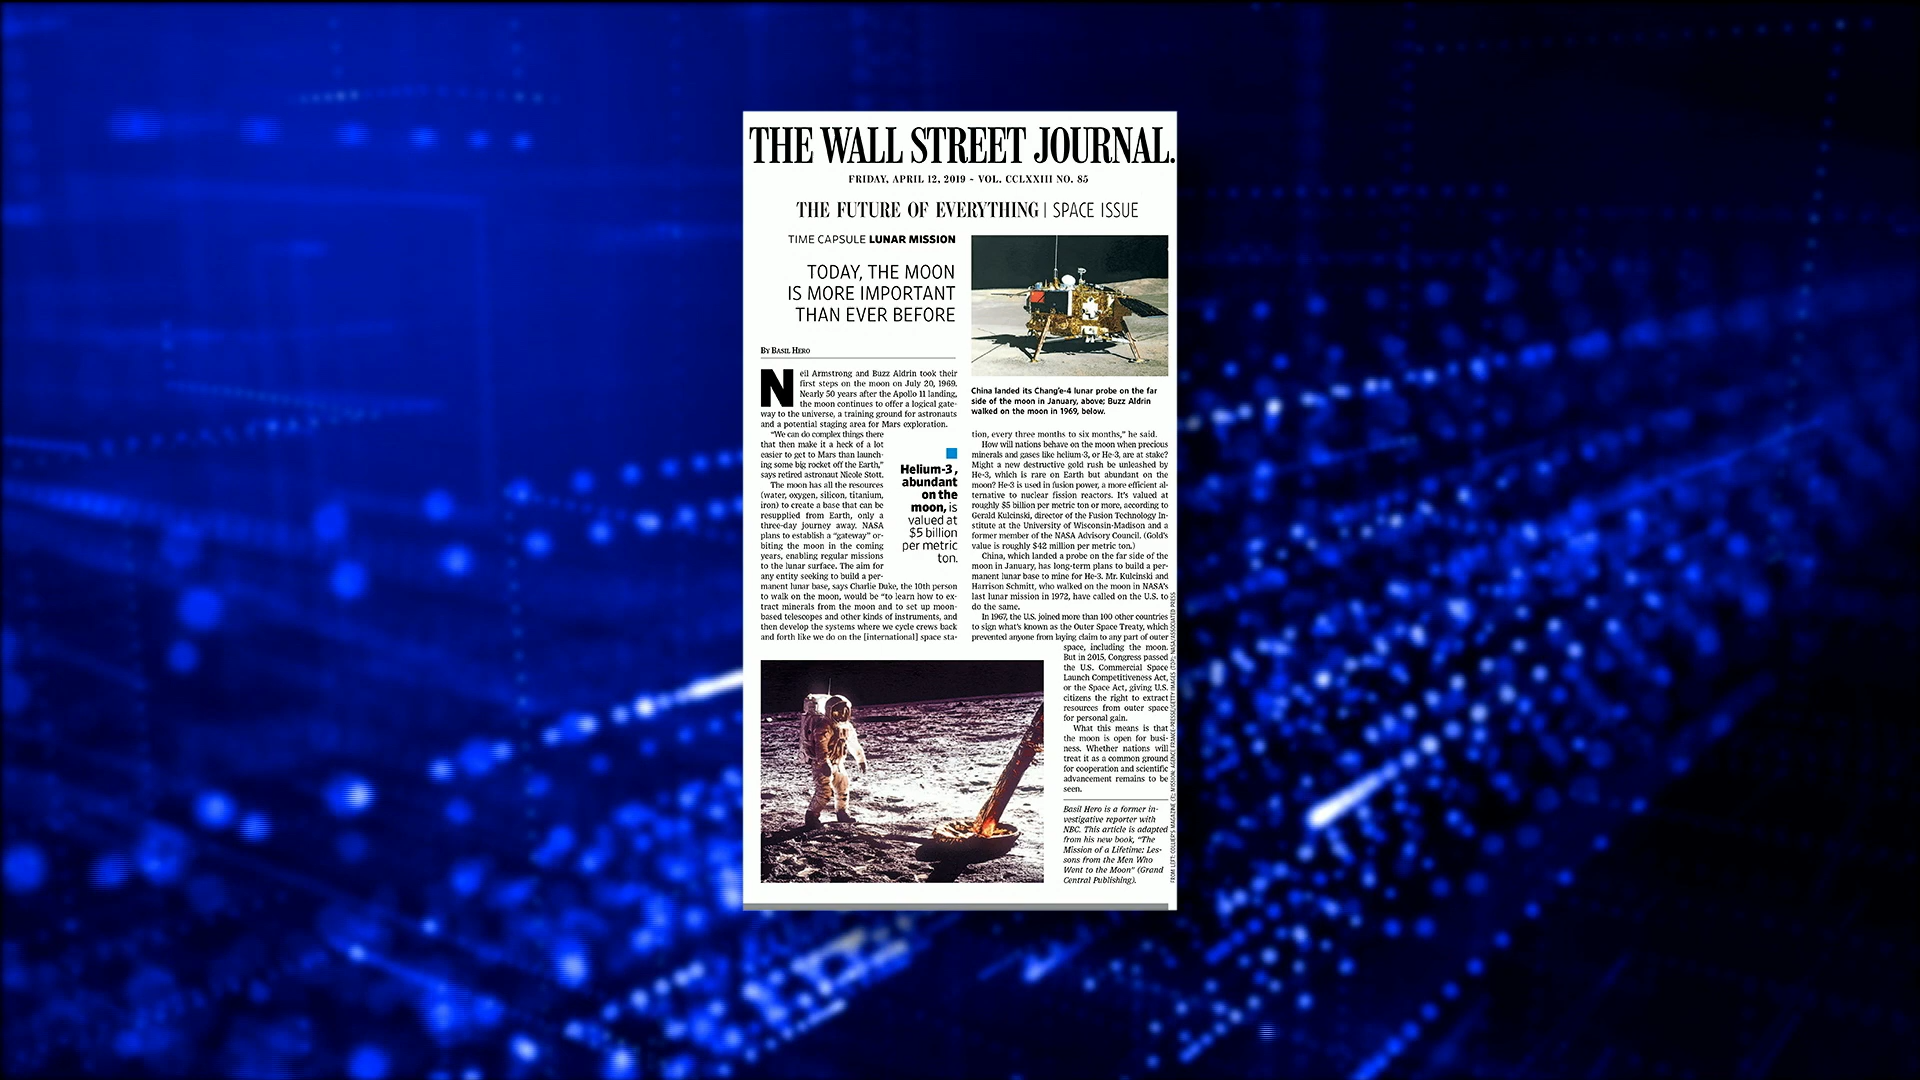 THE WALL STREET JOURNAL.
FRIDAY, APRIL 12, 2019 ~ VOL. CCLXXIII NO. 85
THE FUTURE OF EVERYTHING | SPACE ISSUE
TIME CAPSULE LUNAR MISSION
TODAY, THE MOON
IS MORE IMPORTANT
THAN EVER BEFORE
BY BASIL HERO
Neil Armstrong and Buzz Aldrin took their
first steps on the moon on July 20, 1969.
Nearly 50 years after the Apollo 11 landing,
the moon continues to offer a logical gate-
way to the universe, a training ground for astronauts
and a potential staging area for Mars exploration.
"We can do complex things there
that then make it a heck of a lot
easier to get to Mars than launch-
ing some big rocket off the Earth,"
says retired astronaut Nicole Stott.
The moon has all the resources
(water, oxygen, silicon, titanium,
iron) to create a base that can be
resupplied from Earth, only a
three-day journey away. NASA
plans to establish a "gateway" or-
biting the moon in the coming
years, enabling regular missions
to the lunar surface. The aim for
any entity seeking to build a per-
manent lunar base, says Charlie Duke, the 10th person
to walk on the moon, would be "to learn how to ex-
tract minerals from the moon and to set up moon-
based telescopes and other kinds of instruments, and
then develop the systems where we cycle crews back
and forth like we do on the [international] space sta-
Helium-3,
abundant
on the
moon, is
valued at
$5 billion
per metric
ton.
China landed its Chang'e-4 lunar probe on the far
side of the moon in January, above; Buzz Aldrin
walked on the moon in 1969, below.
tion, every three months to six months," he said.
How will nations behave on the moon when precious
minerals and gases like helium-3, or He-3, are at stake?
Might a new destructive gold rush be unleashed by
He-3, which is rare on Earth but abundant on the
moon? He-3 is used in fusion power, a more efficient al-
ternative to nuclear fission reactors. It's valued at
roughly $5 billion per metric ton or more, according to
Gerald Kulcinski, director of the Fusion Technology In-
stitute at the University of Wisconsin-Madison and a
former member of the NASA Advisory Council. (Gold's
value is roughly $42 million per metric ton.)
China, which landed a probe on the far side of the
moon in January, has long-term plans to build a per-
manent lunar base to mine for He-3. Mr. Kulcinski and
Harrison Schmitt, who walked on the moon in NASA's
last lunar mission in 1972, have called on the U.S. to
do the same.
In 1967, the U.S. joined more than 100 other countries
to sign what's known as the Outer Space Treaty, which
prevented anyone from laying claim to any part of outer
space, including the moon.
But in 2015, Congress passed
the U.S. Commercial Space
Launch Competitiveness Act,
or the Space Act, giving U.S.
citizens the right to extract
resources from outer space
for personal gain.
What this means is that
the moon is open for busi-
ness. Whether nations will
treat it as a common ground
for cooperation and scientific
advancement remains to be
seen.
Basil Hero is a former in-
vestigative reporter with
NBC. This article is adapted
from his new book, "The
Mission of a Lifetime: Les-
sons from the Men Who
Went to the Moon" (Grand
Central Publishing).